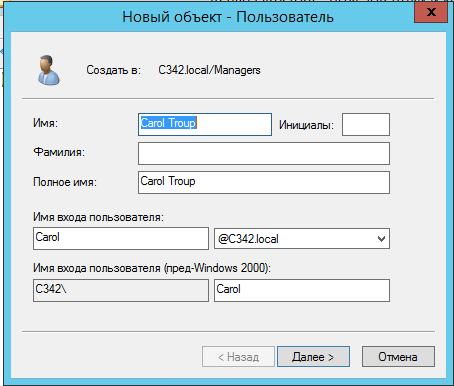 Новый объект - Пользователь
x
Создать в: C342.local/Managers
Имя: Carol Troup Инициалы:
Фамилия:
Полное имя: Carol Troup
Имя входа пользователя:
Carol @C342.local
Имя входа пользователя (пред-Windows 2000):
C342\ Carol
< Назад Далее > Отмена